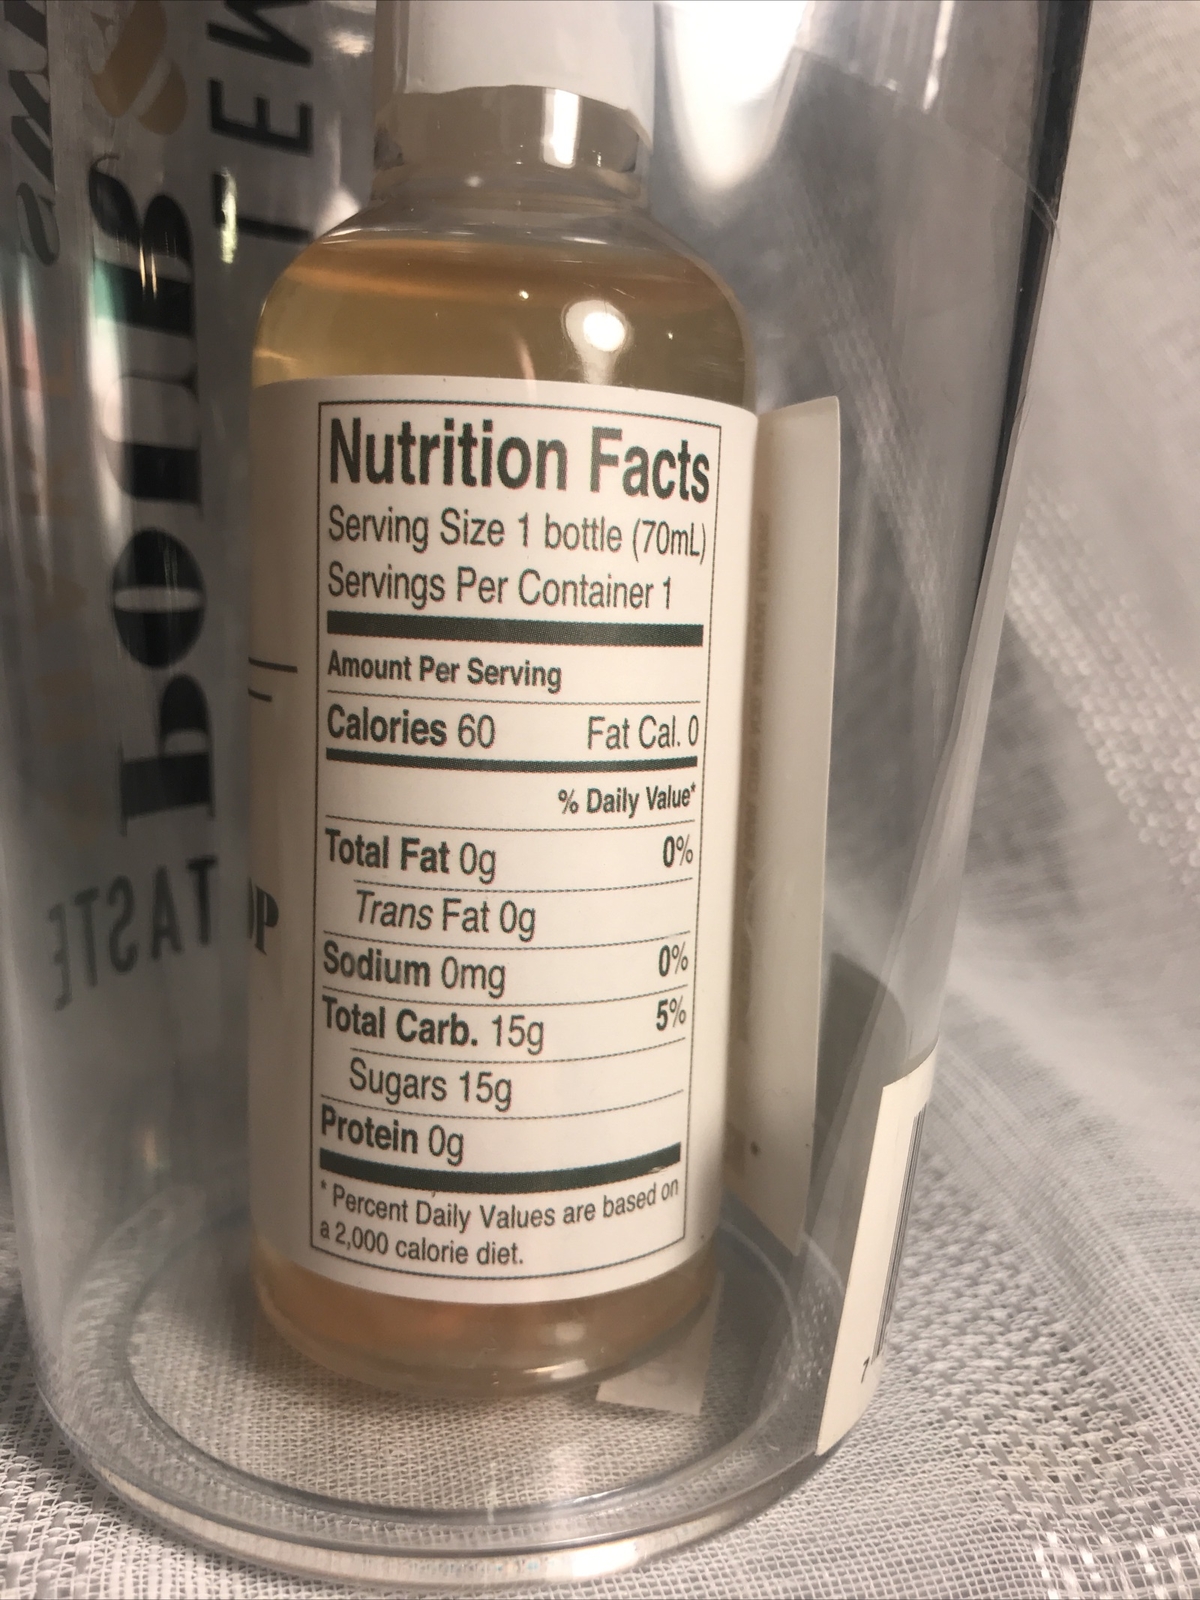 Nutrition Facts
Serving Size 1 bottle (70mL)
Servings Per Container 1
Amount Per Serving
Calories 60 Fat Cal. 0
% Daily Value*
Total Fat 0g 0%
Trans Fat 0g
Sodium 0mg 0%
Total Carb. 15g 5%
Sugars 15g
Protein 0g
* Percent Daily Values are based on
a 2,000 calorie diet.
TASTE
7